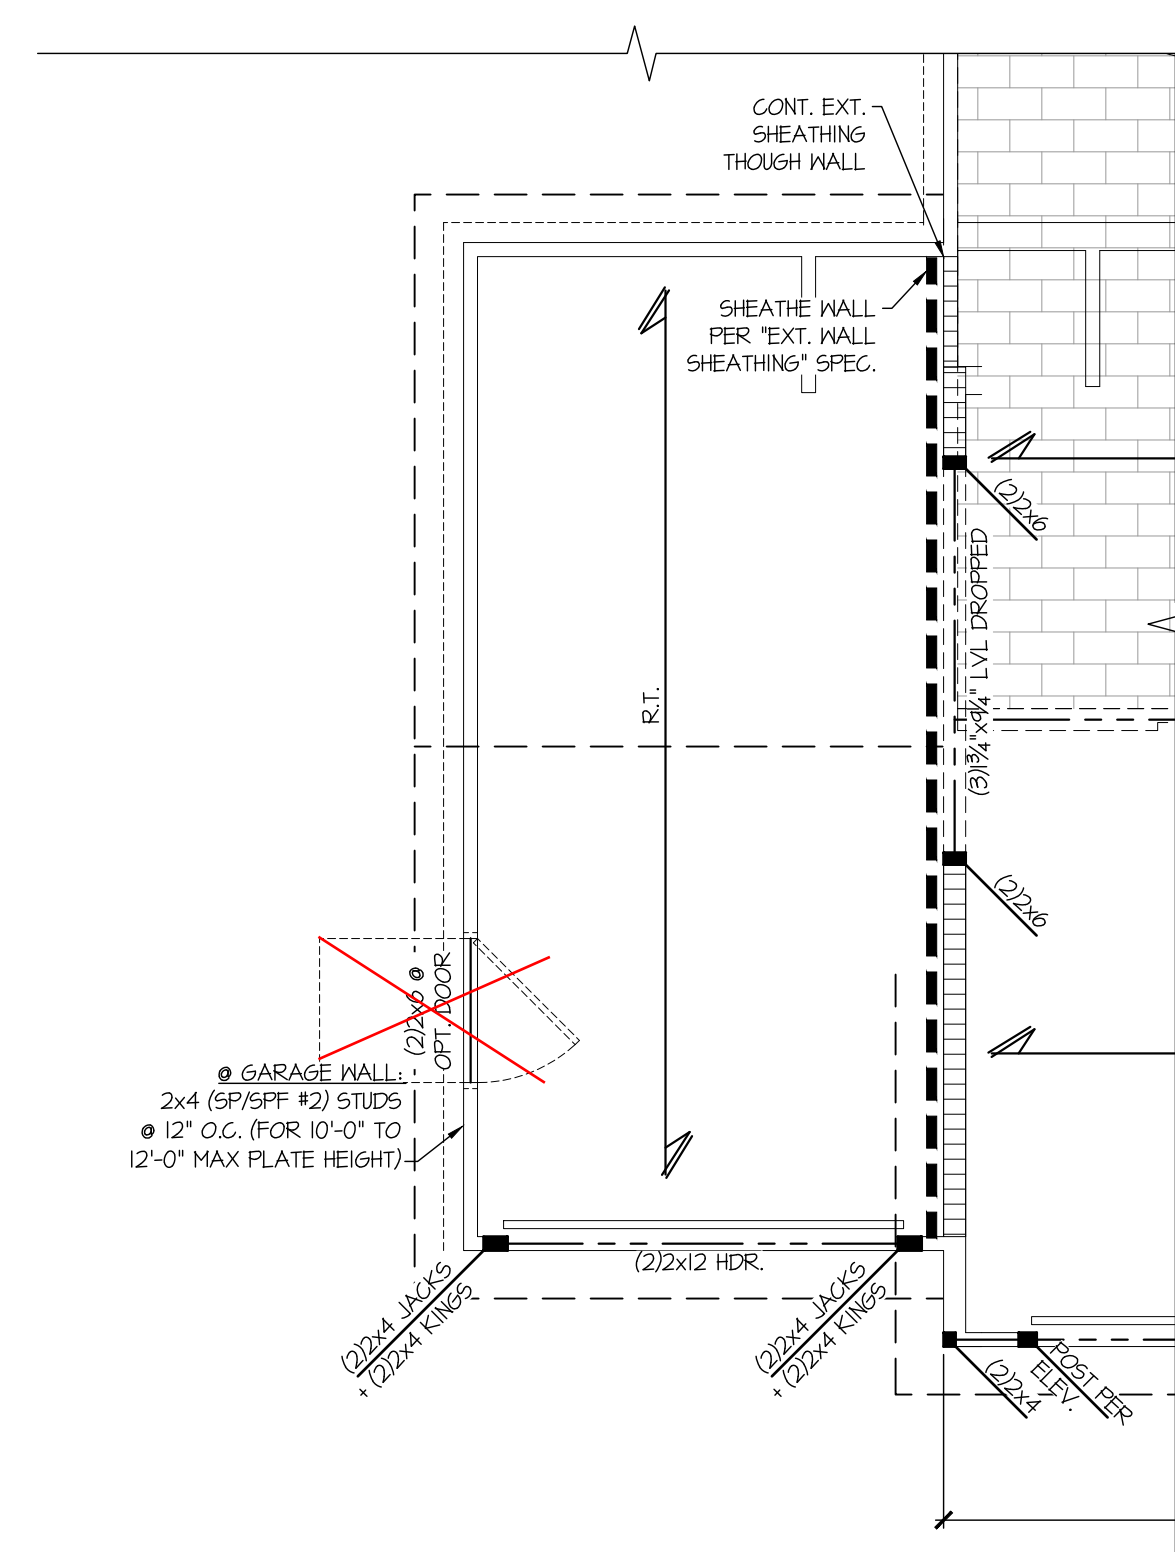 CONT. EXT.
SHEATHING
THOUGH WALL
SHEATHE WALL
PER "EXT. WALL
SHEATHING" SPEC.
(2)2x6
(3)1¾"x9¼" LVL DROPPED
R.T.
(2)2x6
(2)2x6 @
OPT. DOOR
@ GARAGE WALL:
2x4 (SP/SPF #2) STUDS
@ 12" O.C. (FOR 10'-0" TO
12'-0" MAX PLATE HEIGHT)
(2)2x12 HDR.
(2)2x4 JACKS
+ (2)2x4 KINGS
(2)2x4 JACKS
+ (2)2x4 KINGS
(2)2x4
POST PER
ELEV.